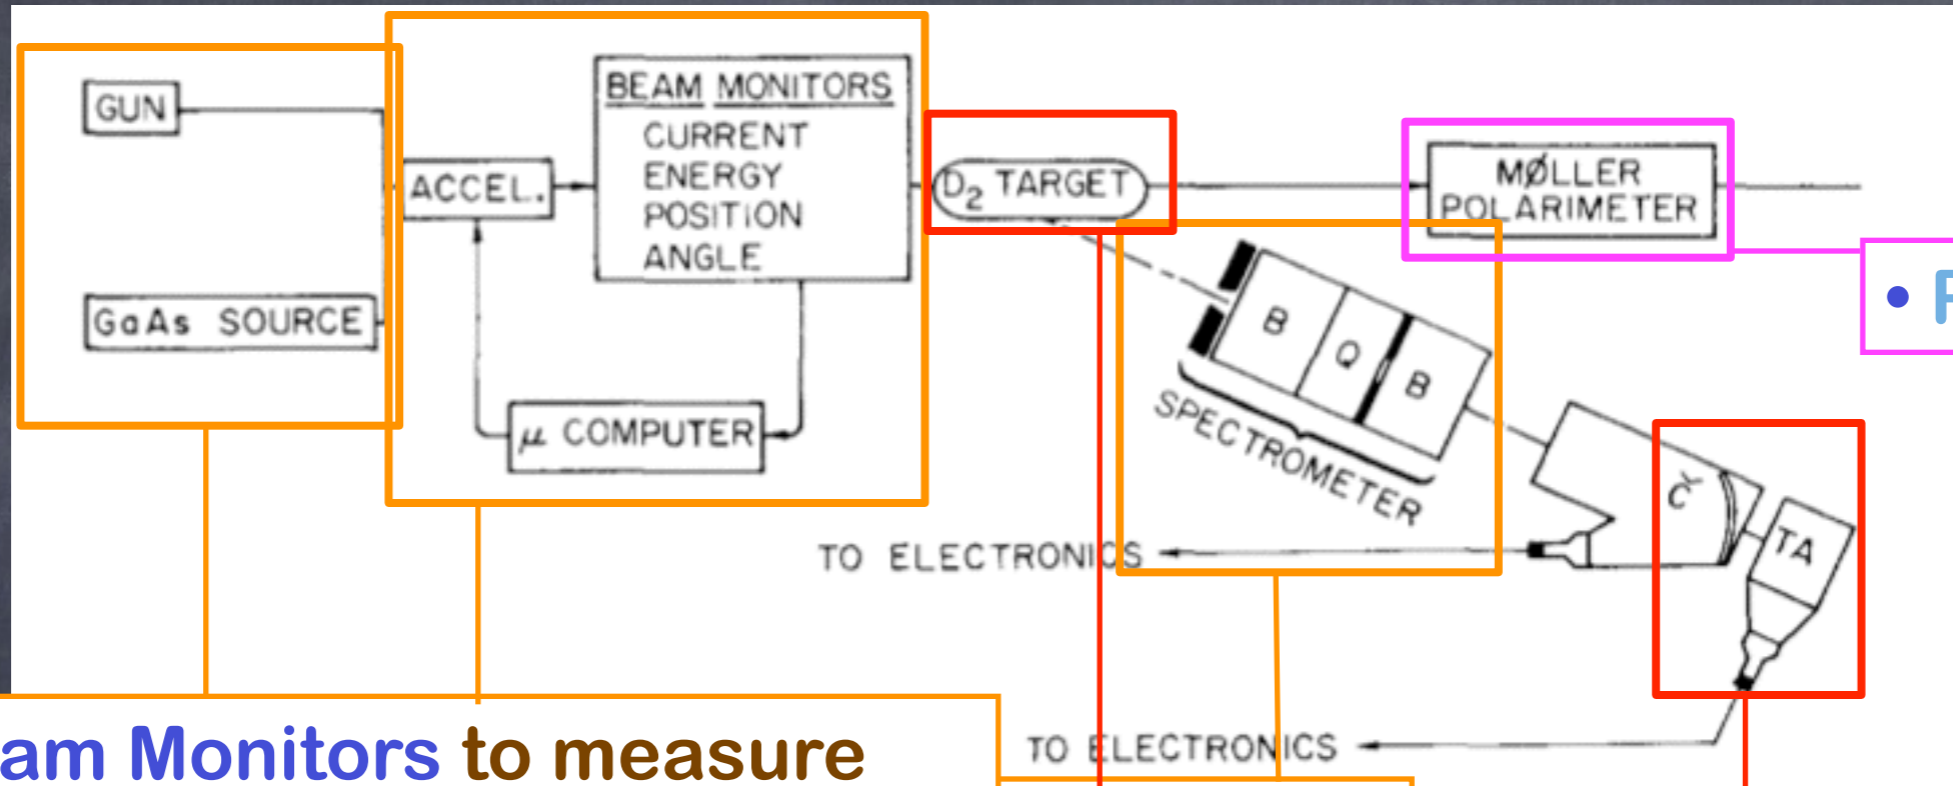 GUN
GaAs SOURCE
ACCEL.
BEAM MONITORS
CURRENT
ENERGY
POSITION
ANGLE
μ COMPUTER
D2 TARGET
MØLLER
POLARIMETER
B
Q
B
SPECTROMETER
Č
TA
TO ELECTRONICS
TO ELECTRONICS
am Monitors to measure
•